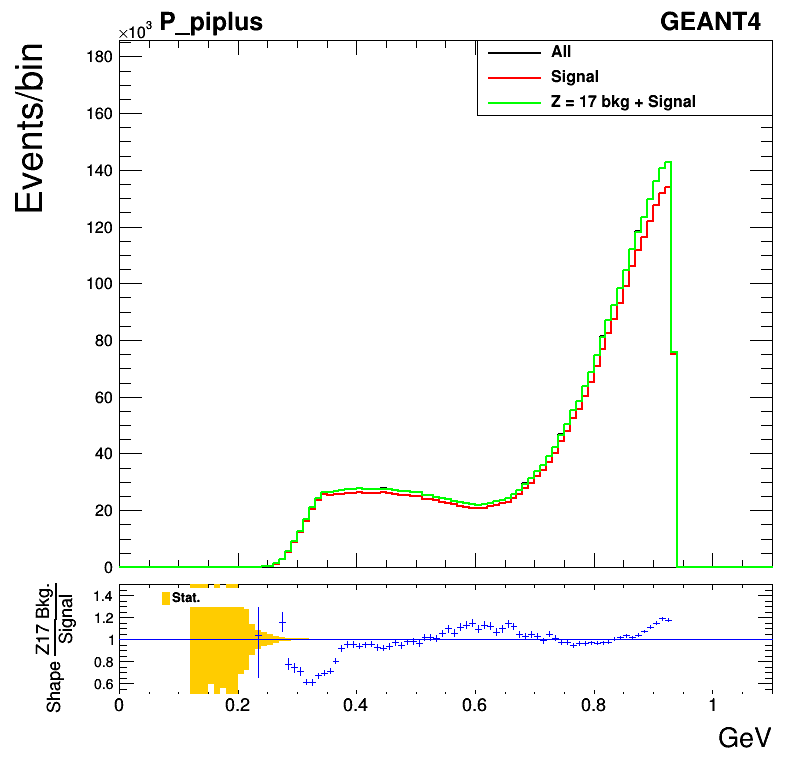 ×10³ P_piplus GEANT4
Events/bin
All
Signal
Z = 17 bkg + Signal
180
160
140
120
100
80
60
40
20
0
Shape Z17 Bkg. / Signal
Stat.
1.4
1.2
1
0.8
0.6
0 0.2 0.4 0.6 0.8 1
GeV